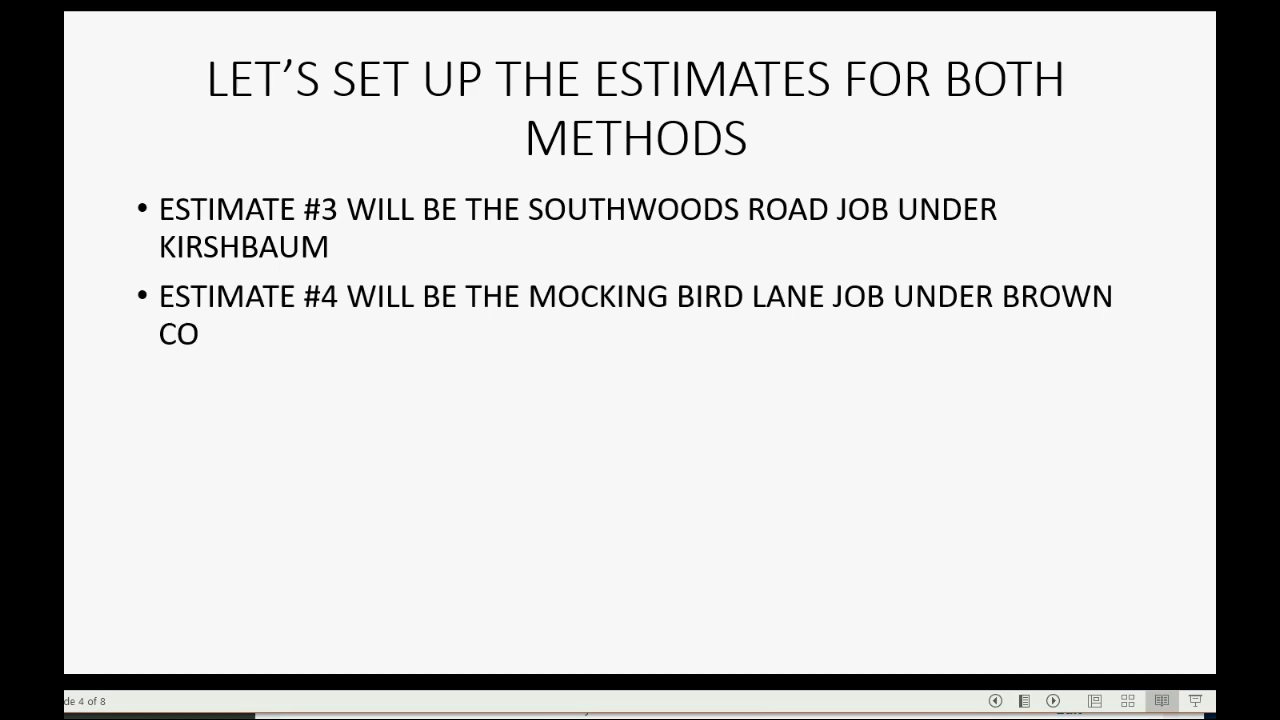 LET’S SET UP THE ESTIMATES FOR BOTH
METHODS
• ESTIMATE #3 WILL BE THE SOUTHWOODS ROAD JOB UNDER
KIRSHBAUM
• ESTIMATE #4 WILL BE THE MOCKING BIRD LANE JOB UNDER BROWN
CO
de 4 of 8